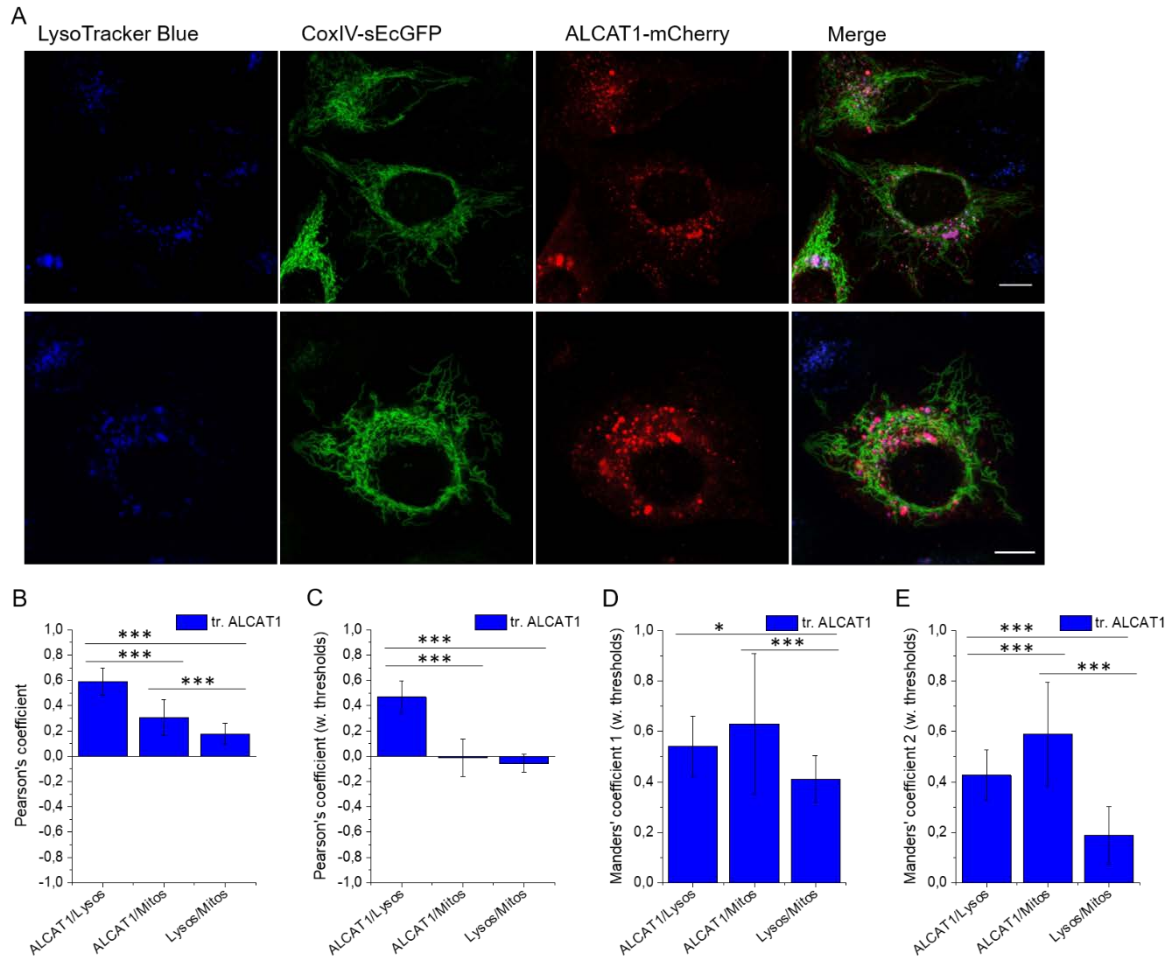 A
LysoTracker Blue CoxIV-sEcGFP ALCAT1-mCherry Merge
B
tr. ALCAT1
***
***
***
1,0
0,8
0,6
0,4
0,2
0,0
-0,2
-0,4
-0,6
-0,8
-1,0
Pearson's coefficient
ALCAT1/Lysos
ALCAT1/Mitos
Lysos/Mitos
C
tr. ALCAT1
***
***
1,0
0,8
0,6
0,4
0,2
0,0
-0,2
-0,4
-0,6
-0,8
-1,0
Pearson's coefficient (w. thresholds)
ALCAT1/Lysos
ALCAT1/Mitos
Lysos/Mitos
D
tr. ALCAT1
*
***
1,0
0,8
0,6
0,4
0,2
0,0
Manders' coefficient 1 (w. thresholds)
ALCAT1/Lysos
ALCAT1/Mitos
Lysos/Mitos
E
tr. ALCAT1
***
***
***
1,0
0,8
0,6
0,4
0,2
0,0
Manders' coefficient 2 (w. thresholds)
ALCAT1/Lysos
ALCAT1/Mitos
Lysos/Mitos